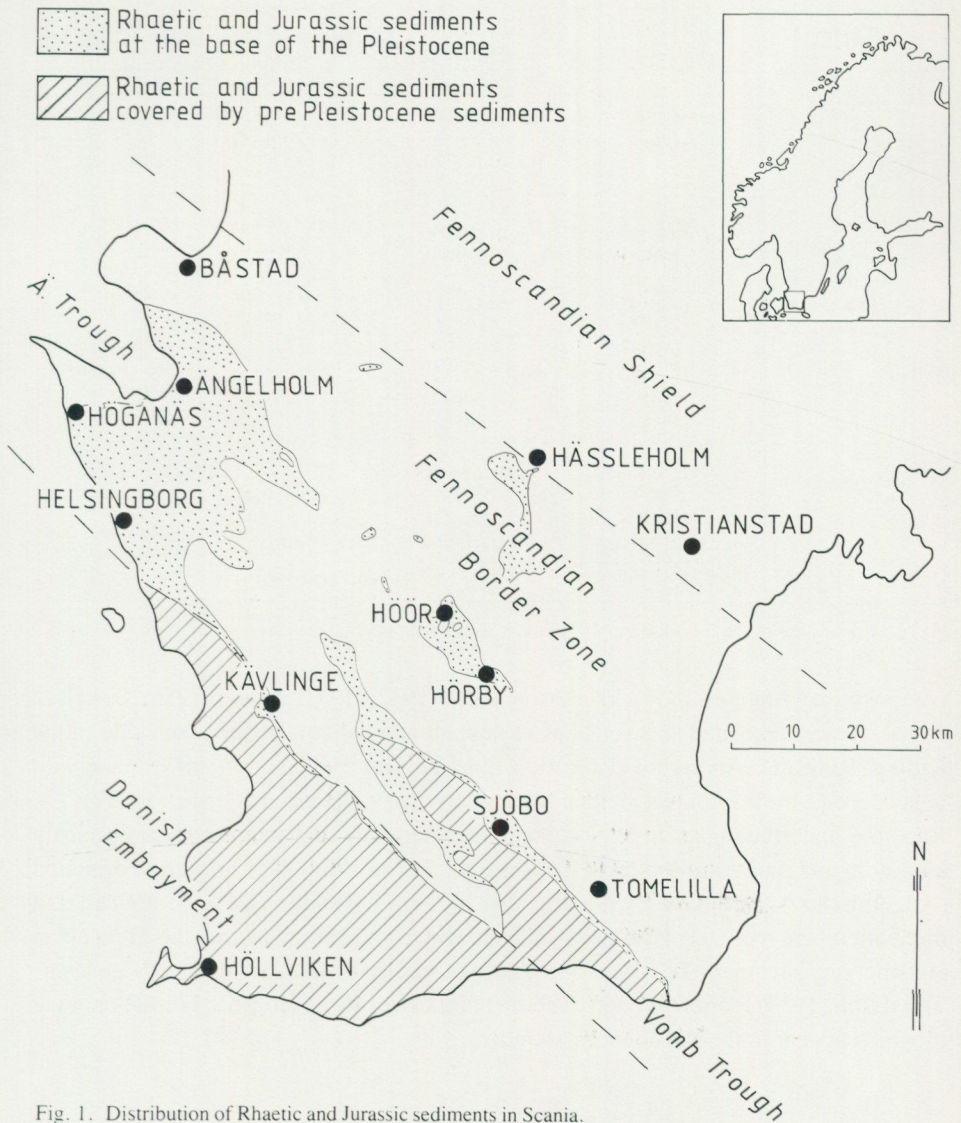 Rhaetic and Jurassic sediments
at the base of the Pleistocene
Rhaetic and Jurassic sediments
covered by pre Pleistocene sediments
Fennoscandian Shield
BÅSTAD
Ä. Trough
ÄNGELHOLM
HÖGANÄS
HÄSSLEHOLM
Fennoscandian
Border Zone
HELSINGBORG
KRISTIANSTAD
HÖÖR
KÄVLINGE
HÖRBY
0 10 20 30 km
Danish
Embayment
SJÖBO
N
TOMELILLA
HÖLLVIKEN
Vomb Trough
Fig. 1. Distribution of Rhaetic and Jurassic sediments in Scania.